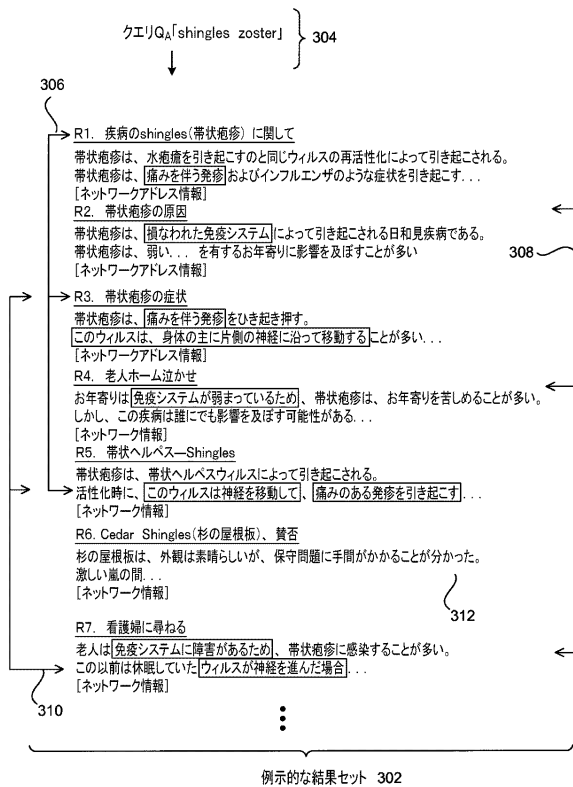 クエリQA「shingles zoster」
304
306
R1. 疾病のshingles(帯状疱疹) に関して
帯状疱疹は、水疱瘡を引き起こすのと同じウィルスの再活性化によって引き起こされる。
帯状疱疹は、痛みを伴う発疹およびインフルエンザのような症状を引き起こす...
[ネットワークアドレス情報]
R2. 帯状疱疹の原因
帯状疱疹は、損なわれた免疫システムによって引き起こされる日和見疾病である。
帯状疱疹は、弱い... を有するお年寄りに影響を及ぼすことが多い
[ネットワークアドレス情報]
308
R3. 帯状疱疹の症状
帯状疱疹は、痛みを伴う発疹をひき起き押す。
このウィルスは、身体の主に片側の神経に沿って移動することが多い...
[ネットワークアドレス情報]
R4. 老人ホーム泣かせ
お年寄りは免疫システムが弱まっているため、帯状疱疹は、お年寄りを苦しめることが多い。
しかし、この疾病は誰にでも影響を及ぼす可能性がある...
[ネットワーク情報]
R5. 帯状ヘルペス―Shingles
帯状疱疹は、帯状ヘルペスウィルスによって引き起こされる。
活性化時に、このウィルスは神経を移動して、痛みのある発疹を引き起こす...
[ネットワーク情報]
R6. Cedar Shingles(杉の屋根板)、賛否
杉の屋根板は、外観は素晴らしいが、保守問題に手間がかかることが分かった。
激しい嵐の間...
[ネットワーク情報]
312
R7. 看護婦に尋ねる
老人は免疫システムに障害があるため、帯状疱疹に感染することが多い。
この以前は休眠していたウィルスが神経を進んだ場合...
[ネットワーク情報]
310
例示的な結果セット 302